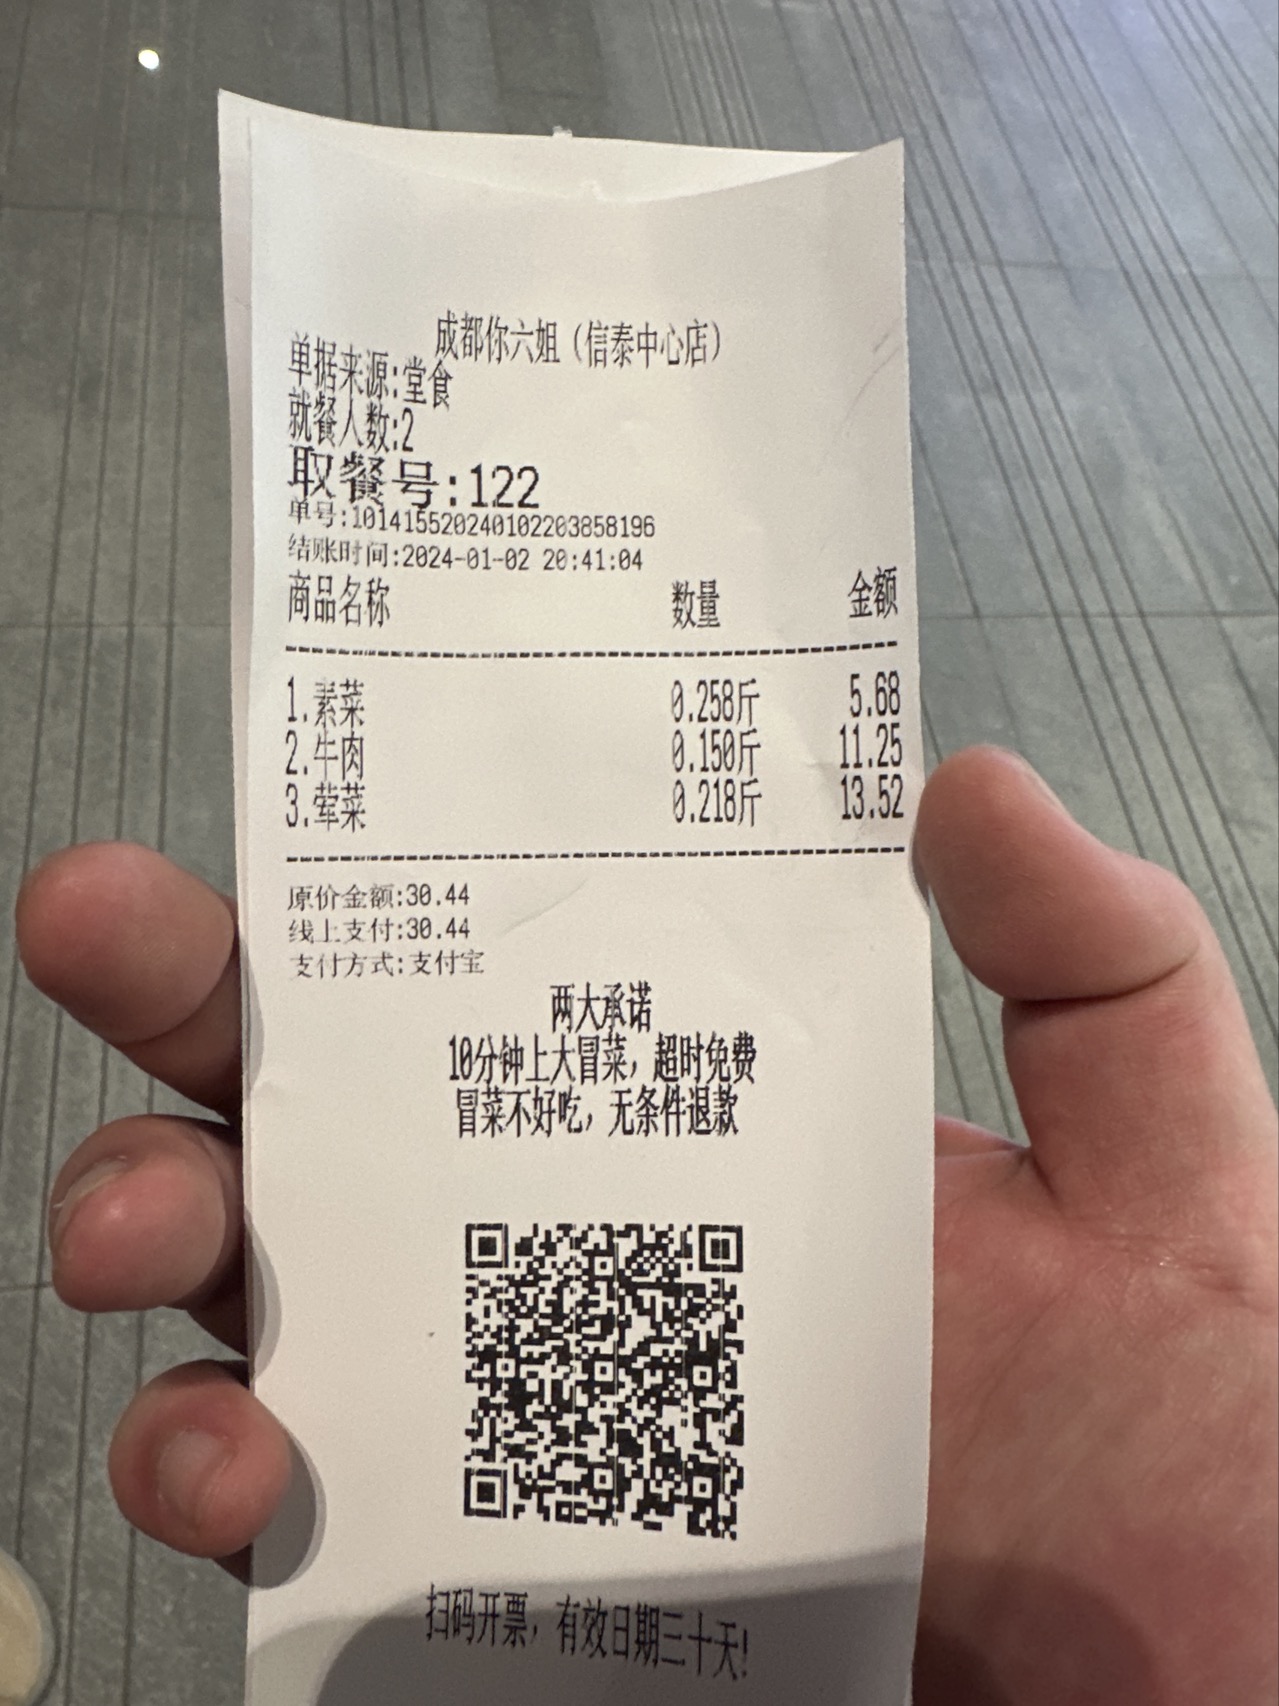 成都你六姐（信泰中心店）
单据来源:堂食
就餐人数:2
取餐号:122
单号:101415520240102203858196
结账时间:2024-01-02 20:41:04
商品名称 数量 金额
1.素菜 0.258斤 5.68
2.牛肉 0.150斤 11.25
3.荤菜 0.218斤 13.52
原价金额:30.44
线上支付:30.44
支付方式:支付宝
两大承诺
10分钟上大冒菜，超时免费
冒菜不好吃，无条件退款
扫码开票，有效日期三十天!